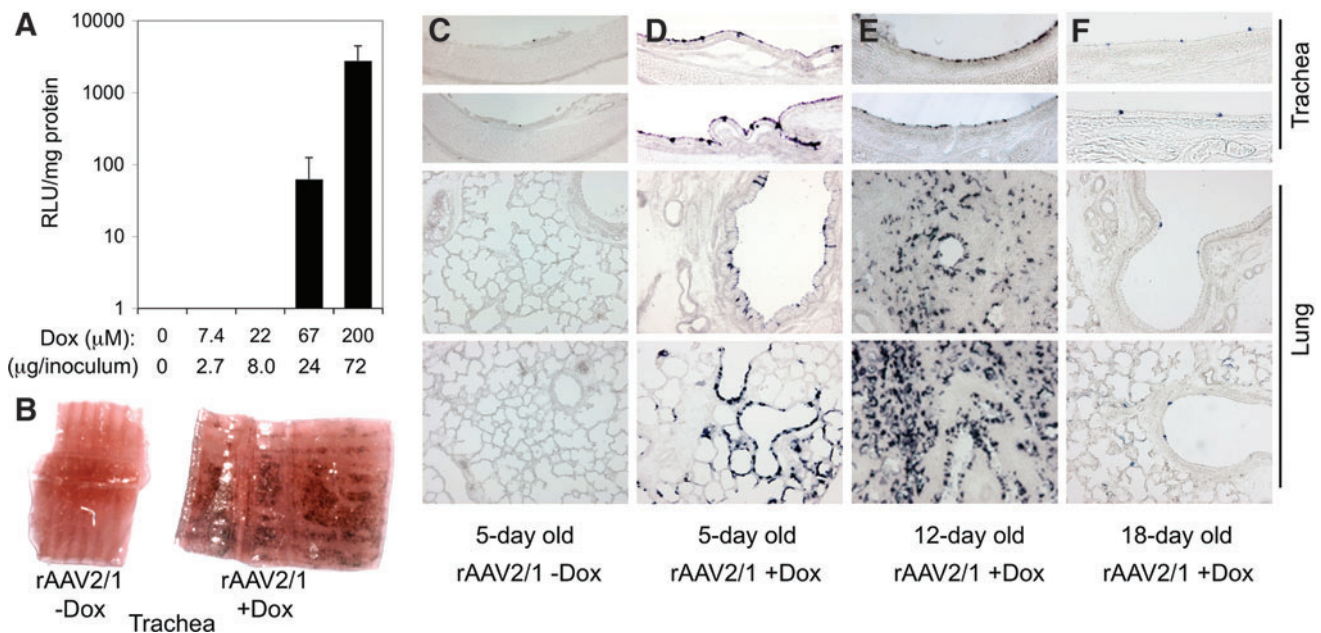 A
10000
1000
100
10
1
RLU/mg protein
Dox (μM): 0 7.4 22 67 200
(μg/inoculum) 0 2.7 8.0 24 72
B
rAAV2/1
-Dox
rAAV2/1
+Dox
Trachea
C D E F
Trachea
Lung
5-day old
rAAV2/1 -Dox
5-day old
rAAV2/1 +Dox
12-day old
rAAV2/1 +Dox
18-day old
rAAV2/1 +Dox